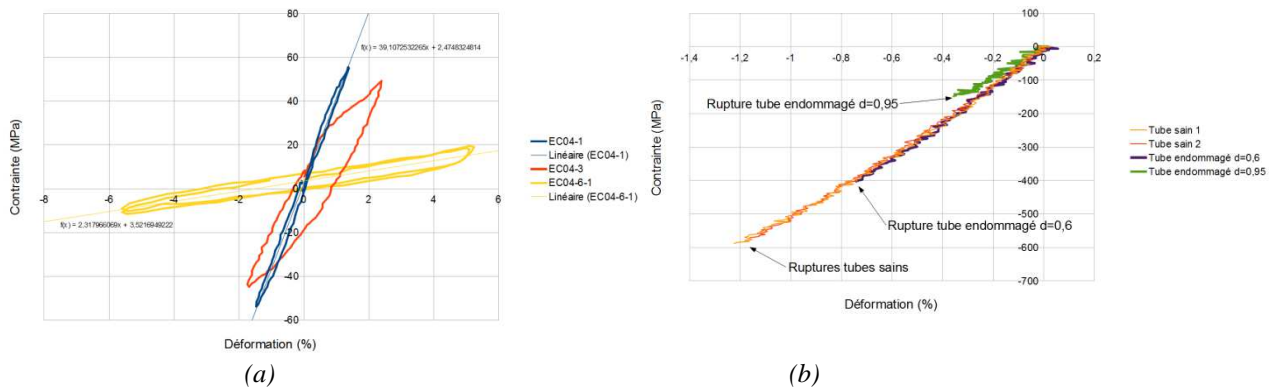 80
60
40
20
0
-20
-40
-60
-8
-6
-4
-2
0
2
4
6
f(x) = 39,1072532265x + 2,4748324814
f(x) = 2,317966069x + 3,5216949222
Contrainte (MPa)
Déformation (%)
EC04-1
Linéaire (EC04-1)
EC04-3
EC04-6-1
Linéaire (EC04-6-1)
(a)
100
0
-100
-200
-300
-400
-500
-600
-700
-1,4
-1,2
-1
-0,8
-0,6
-0,4
-0,2
0
0,2
Contrainte (MPa)
Déformation (%)
Rupture tube endommagé d=0,95
Rupture tube endommagé d=0,6
Ruptures tubes sains
Tube sain 1
Tube sain 2
Tube endommagé d=0,6
Tube endommagé d=0,95
(b)